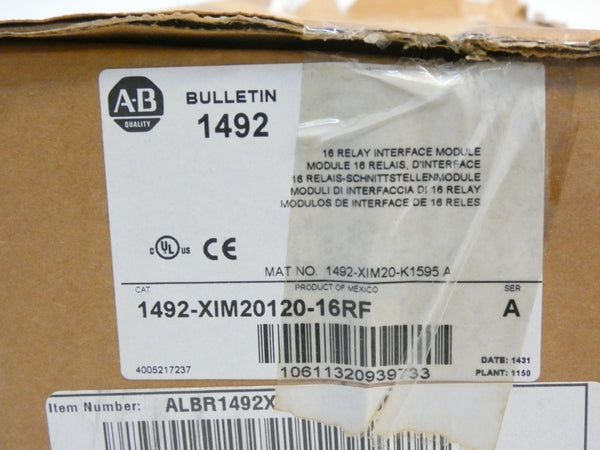 A-B
QUALITY
BULLETIN
1492
16 RELAY INTERFACE MODULE
MODULE 16 RELAIS, D'INTERFACE
16 RELAIS-SCHNITTSTELLENMODULE
MODULI DI INTERFACCIA DI 16 RELAY
MODULOS DE INTERFACE DE 16 RELES
C UL US CE
MAT NO. 1492-XIM20-K1595 A
CAT PRODUCT OF MEXICO SER
1492-XIM20120-16RF A
4005217237 10611320939733
DATE: 1431
PLANT: 1150
Item Number: ALBR1492X